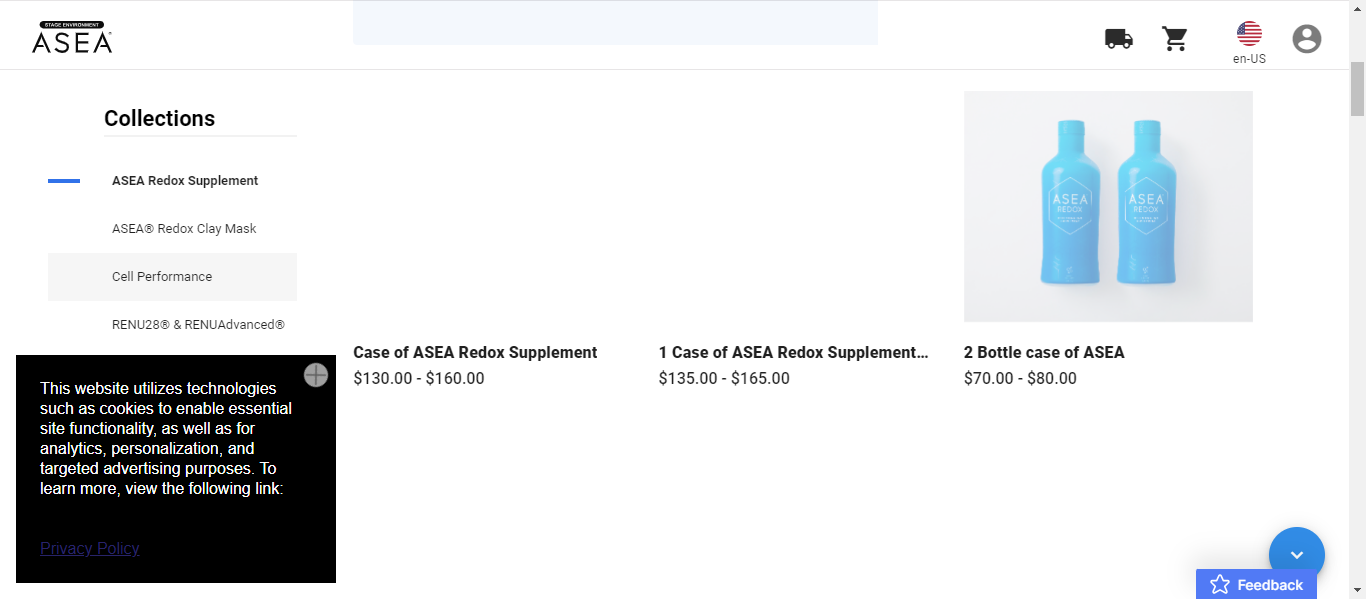 STAGE ENVIRONMENT
ASEA
en-US
Collections
ASEA Redox Supplement
ASEA® Redox Clay Mask
Cell Performance
RENU28® & RENUAdvanced®
ASEA
REDOX
ASEA
REDOX
Case of ASEA Redox Supplement
$130.00 - $160.00
1 Case of ASEA Redox Supplement...
$135.00 - $165.00
2 Bottle case of ASEA
$70.00 - $80.00
This website utilizes technologies
such as cookies to enable essential
site functionality, as well as for
analytics, personalization, and
targeted advertising purposes. To
learn more, view the following link:
Privacy Policy
Feedback